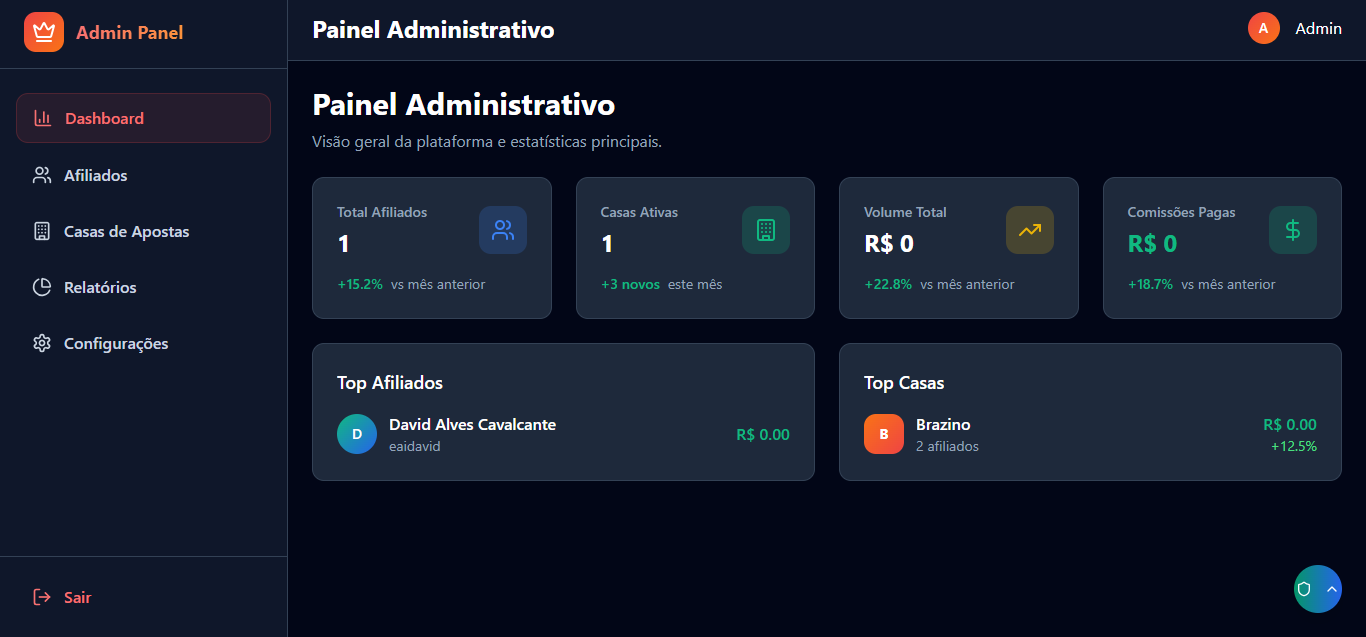 Admin Panel
Dashboard
Afiliados
Casas de Apostas
Relatórios
Configurações
Sair
Painel Administrativo
A Admin
Painel Administrativo
Visão geral da plataforma e estatísticas principais.
Total Afiliados
1
+15.2% vs mês anterior
Casas Ativas
1
+3 novos este mês
Volume Total
R$ 0
+22.8% vs mês anterior
Comissões Pagas
R$ 0
+18.7% vs mês anterior
Top Afiliados
D
David Alves Cavalcante
eaidavid
R$ 0.00
Top Casas
B
Brazino
2 afiliados
R$ 0.00
+12.5%